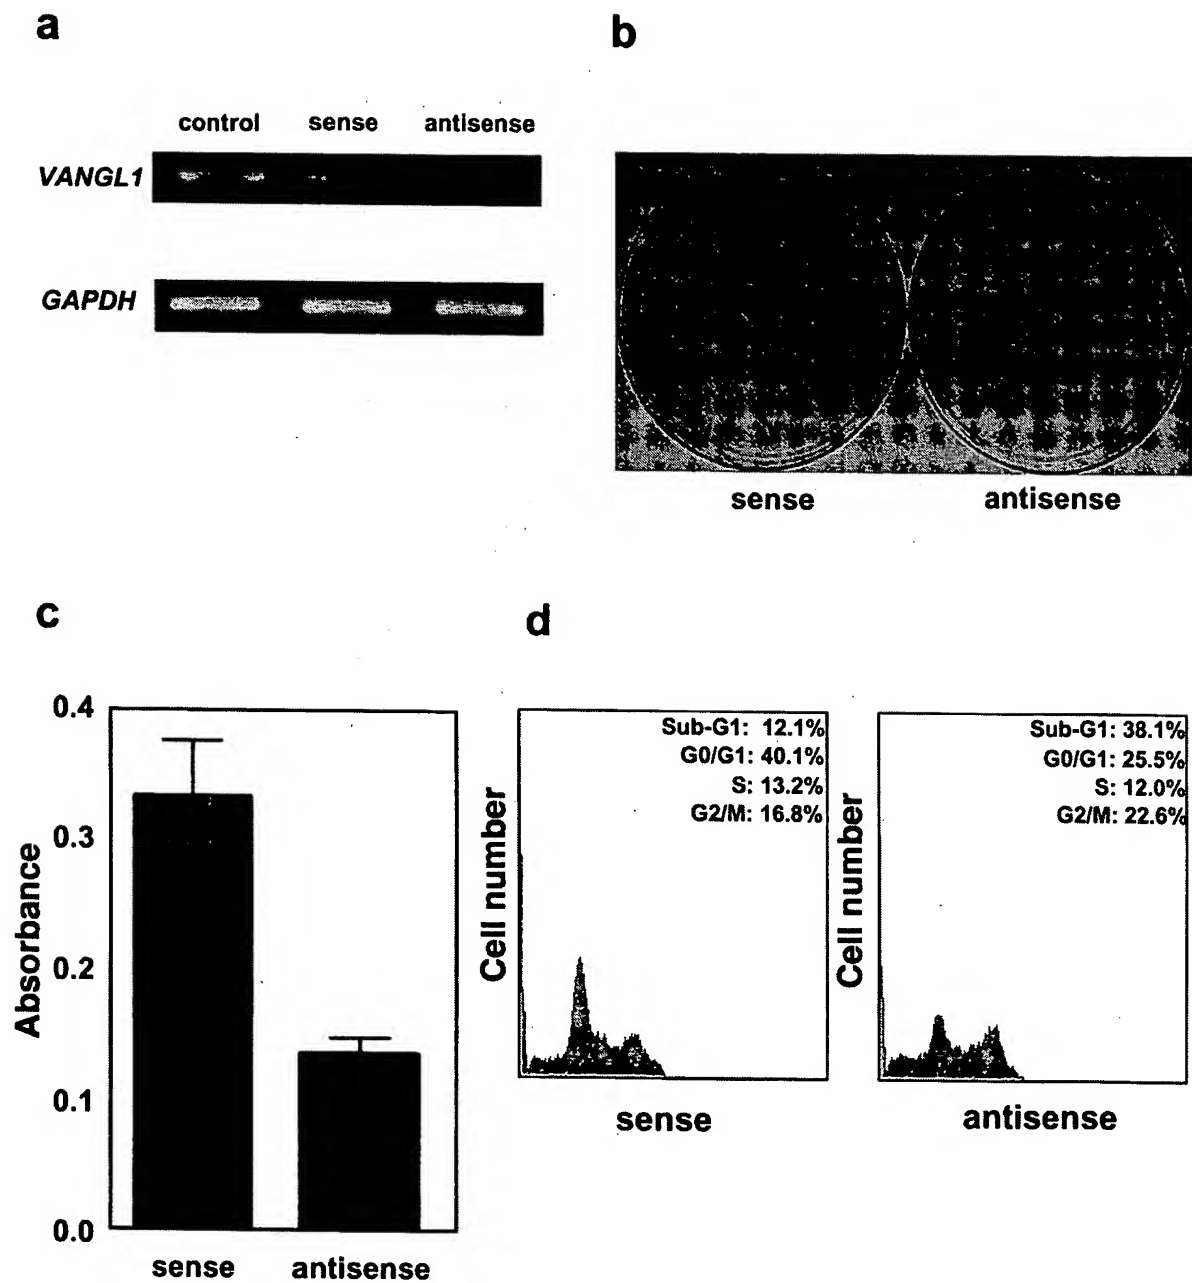 a
control sense antisense
VANGL1
GAPDH
b
sense antisense
c
0.4
0.3
0.2
0.1
0.0
Absorbance
sense antisense
d
Sub-G1: 12.1%
G0/G1: 40.1%
S: 13.2%
G2/M: 16.8%
Cell number
sense
Sub-G1: 38.1%
G0/G1: 25.5%
S: 12.0%
G2/M: 22.6%
Cell number
antisense